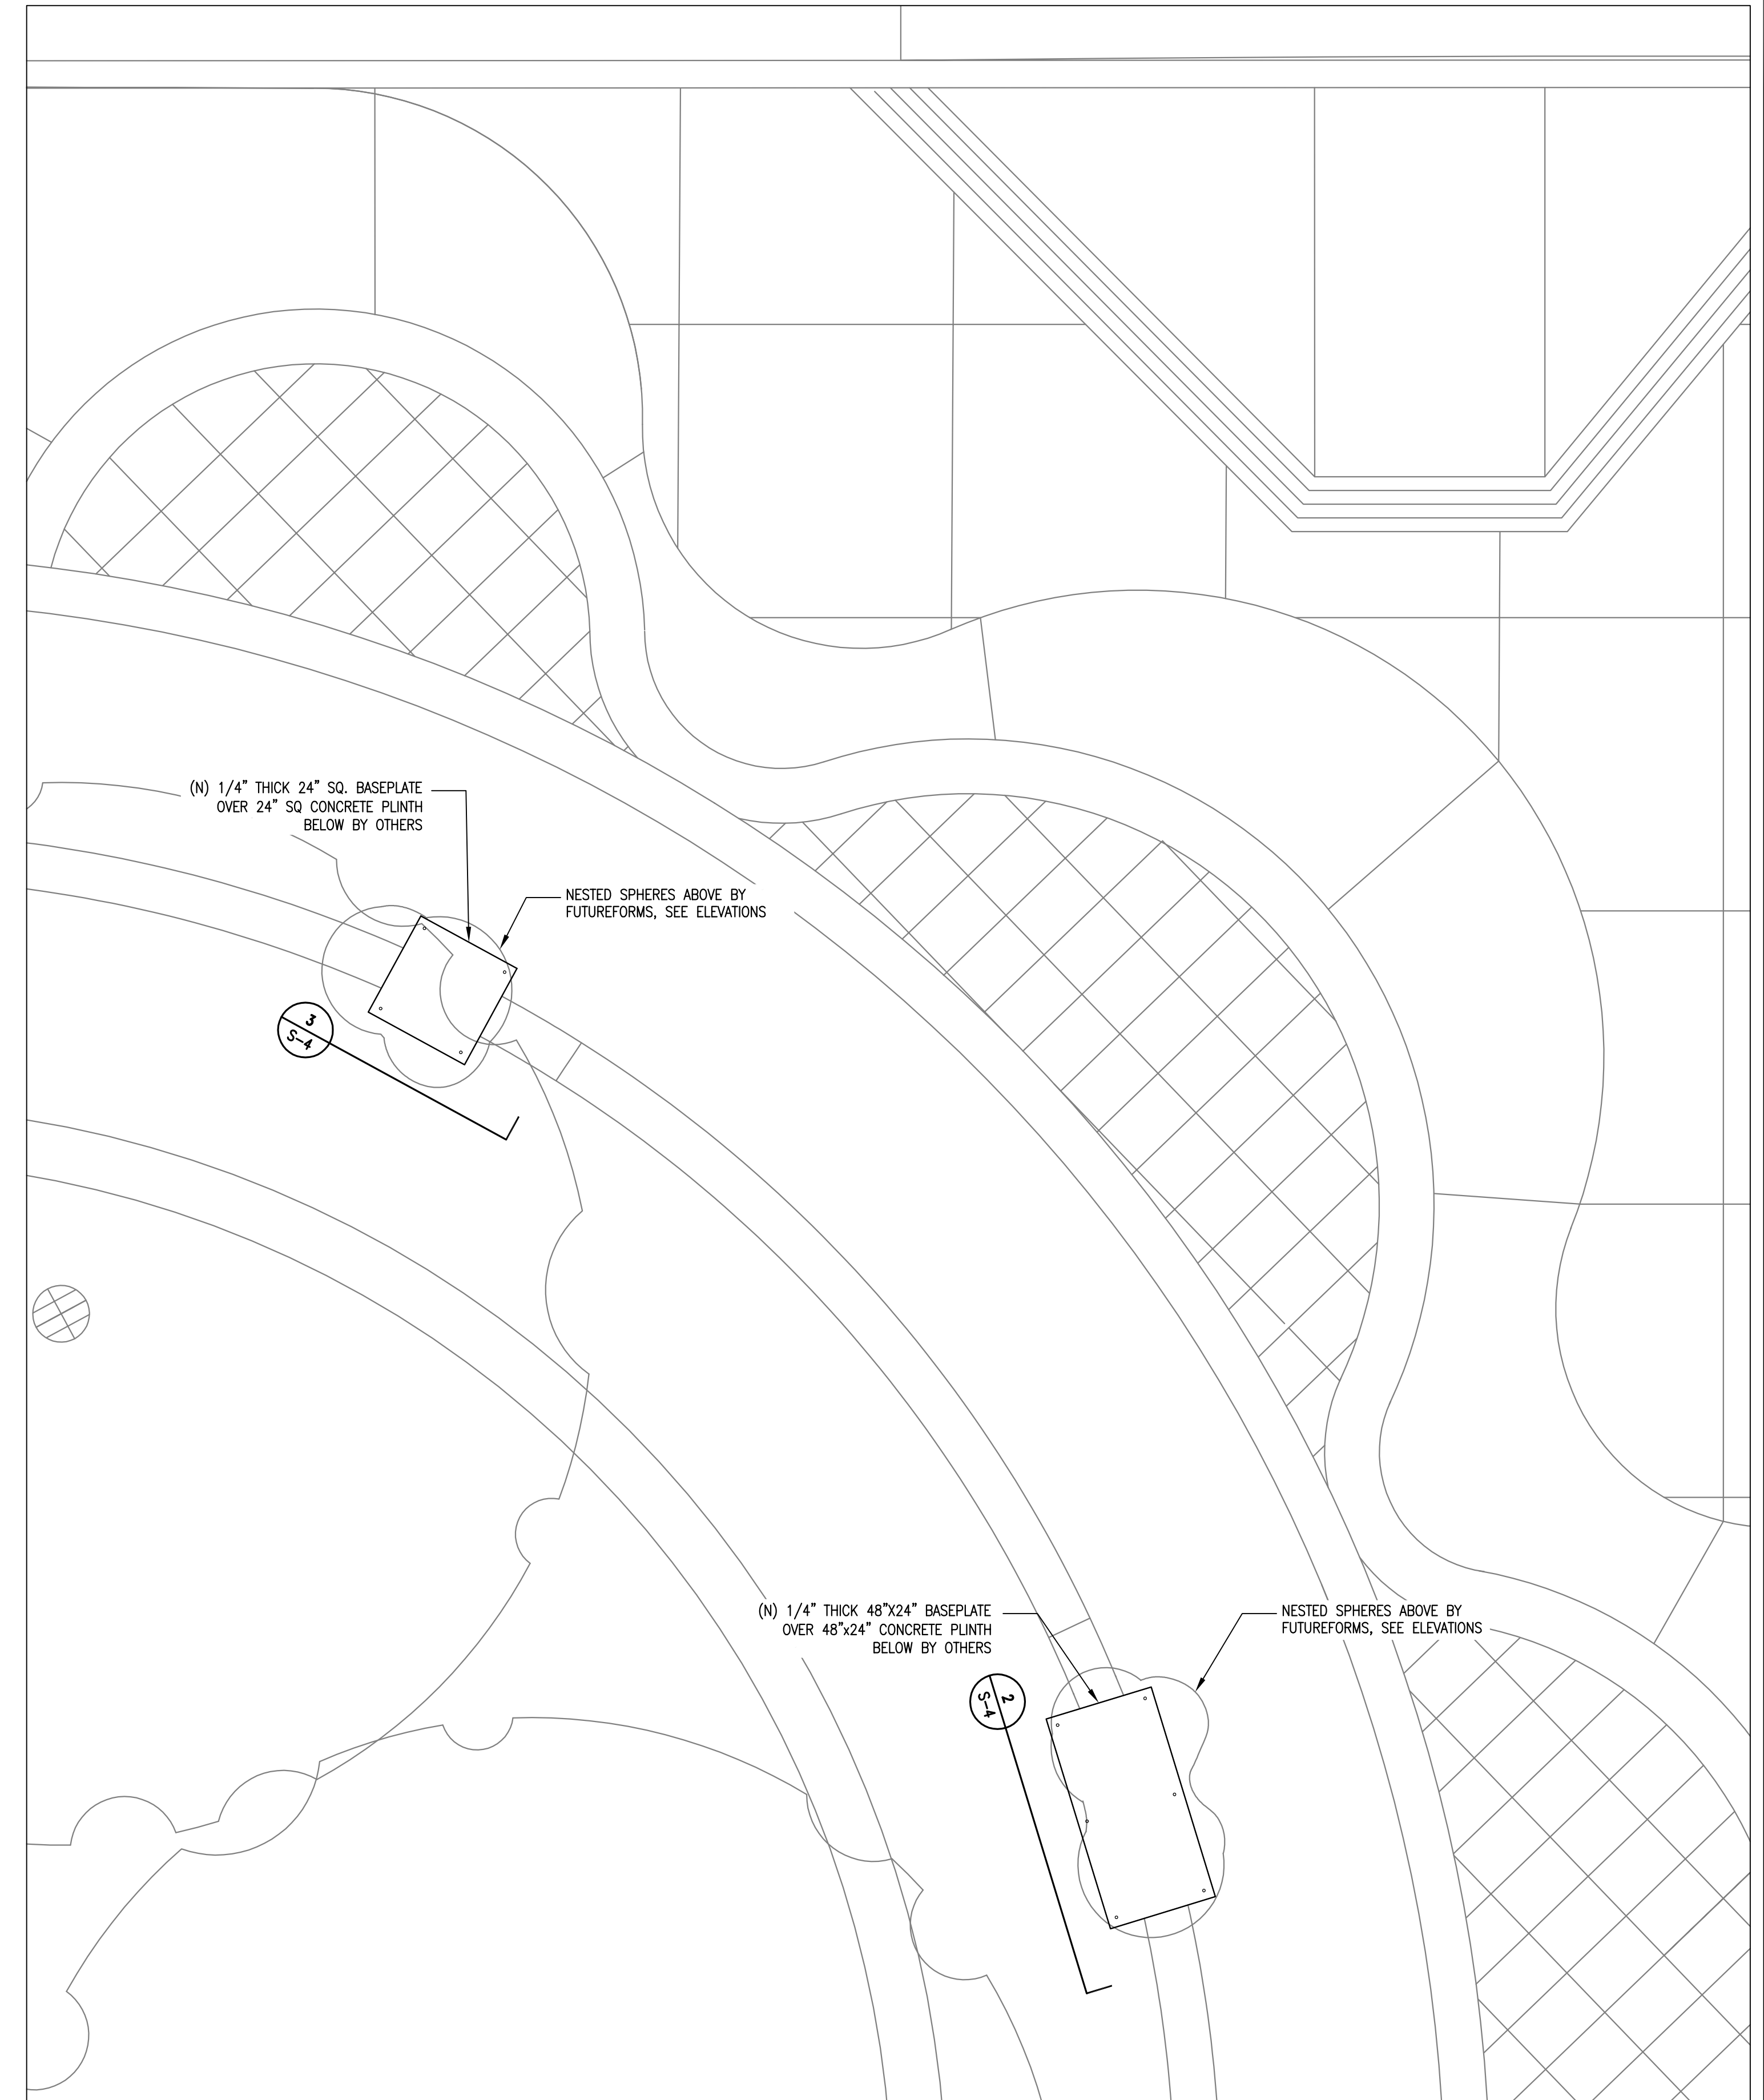 (N) 1/4" THICK 24" SQ. BASEPLATE
OVER 24" SQ CONCRETE PLINTH
BELOW BY OTHERS
NESTED SPHERES ABOVE BY
FUTUREFORMS, SEE ELEVATIONS
3
S-4
(N) 1/4" THICK 48"X24" BASEPLATE
OVER 48"x24" CONCRETE PLINTH
BELOW BY OTHERS
NESTED SPHERES ABOVE BY
FUTUREFORMS, SEE ELEVATIONS
2
S-4